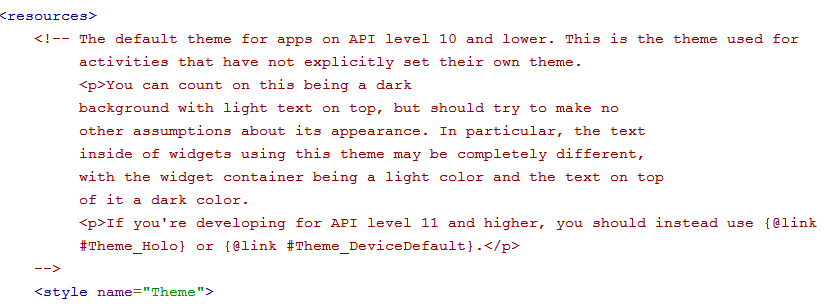 <resources>
<!-- The default theme for apps on API level 10 and lower. This is the theme used for
activities that have not explicitly set their own theme.
<p>You can count on this being a dark
background with light text on top, but should try to make no
other assumptions about its appearance. In particular, the text
inside of widgets using this theme may be completely different,
with the widget container being a light color and the text on top
of it a dark color.
<p>If you're developing for API level 11 and higher, you should instead use {@link
#Theme_Holo} or {@link #Theme_DeviceDefault}.</p>
-->
<style name="Theme">